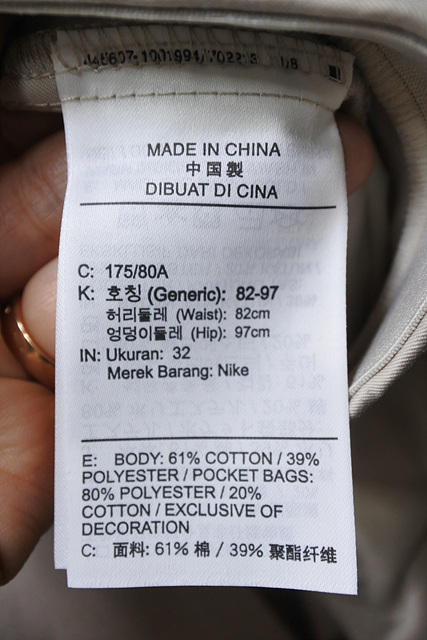 MADE IN CHINA
中国製
DIBUAT DI CINA
C: 175/80A
K: 호칭 (Generic): 82-97
허리둘레 (Waist): 82cm
엉덩이둘레 (Hip): 97cm
IN: Ukuran: 32
Merek Barang: Nike
E: BODY: 61% COTTON / 39%
POLYESTER / POCKET BAGS:
80% POLYESTER / 20%
COTTON / EXCLUSIVE OF
DECORATION
C: 面料: 61% 棉 / 39% 聚酯纤维